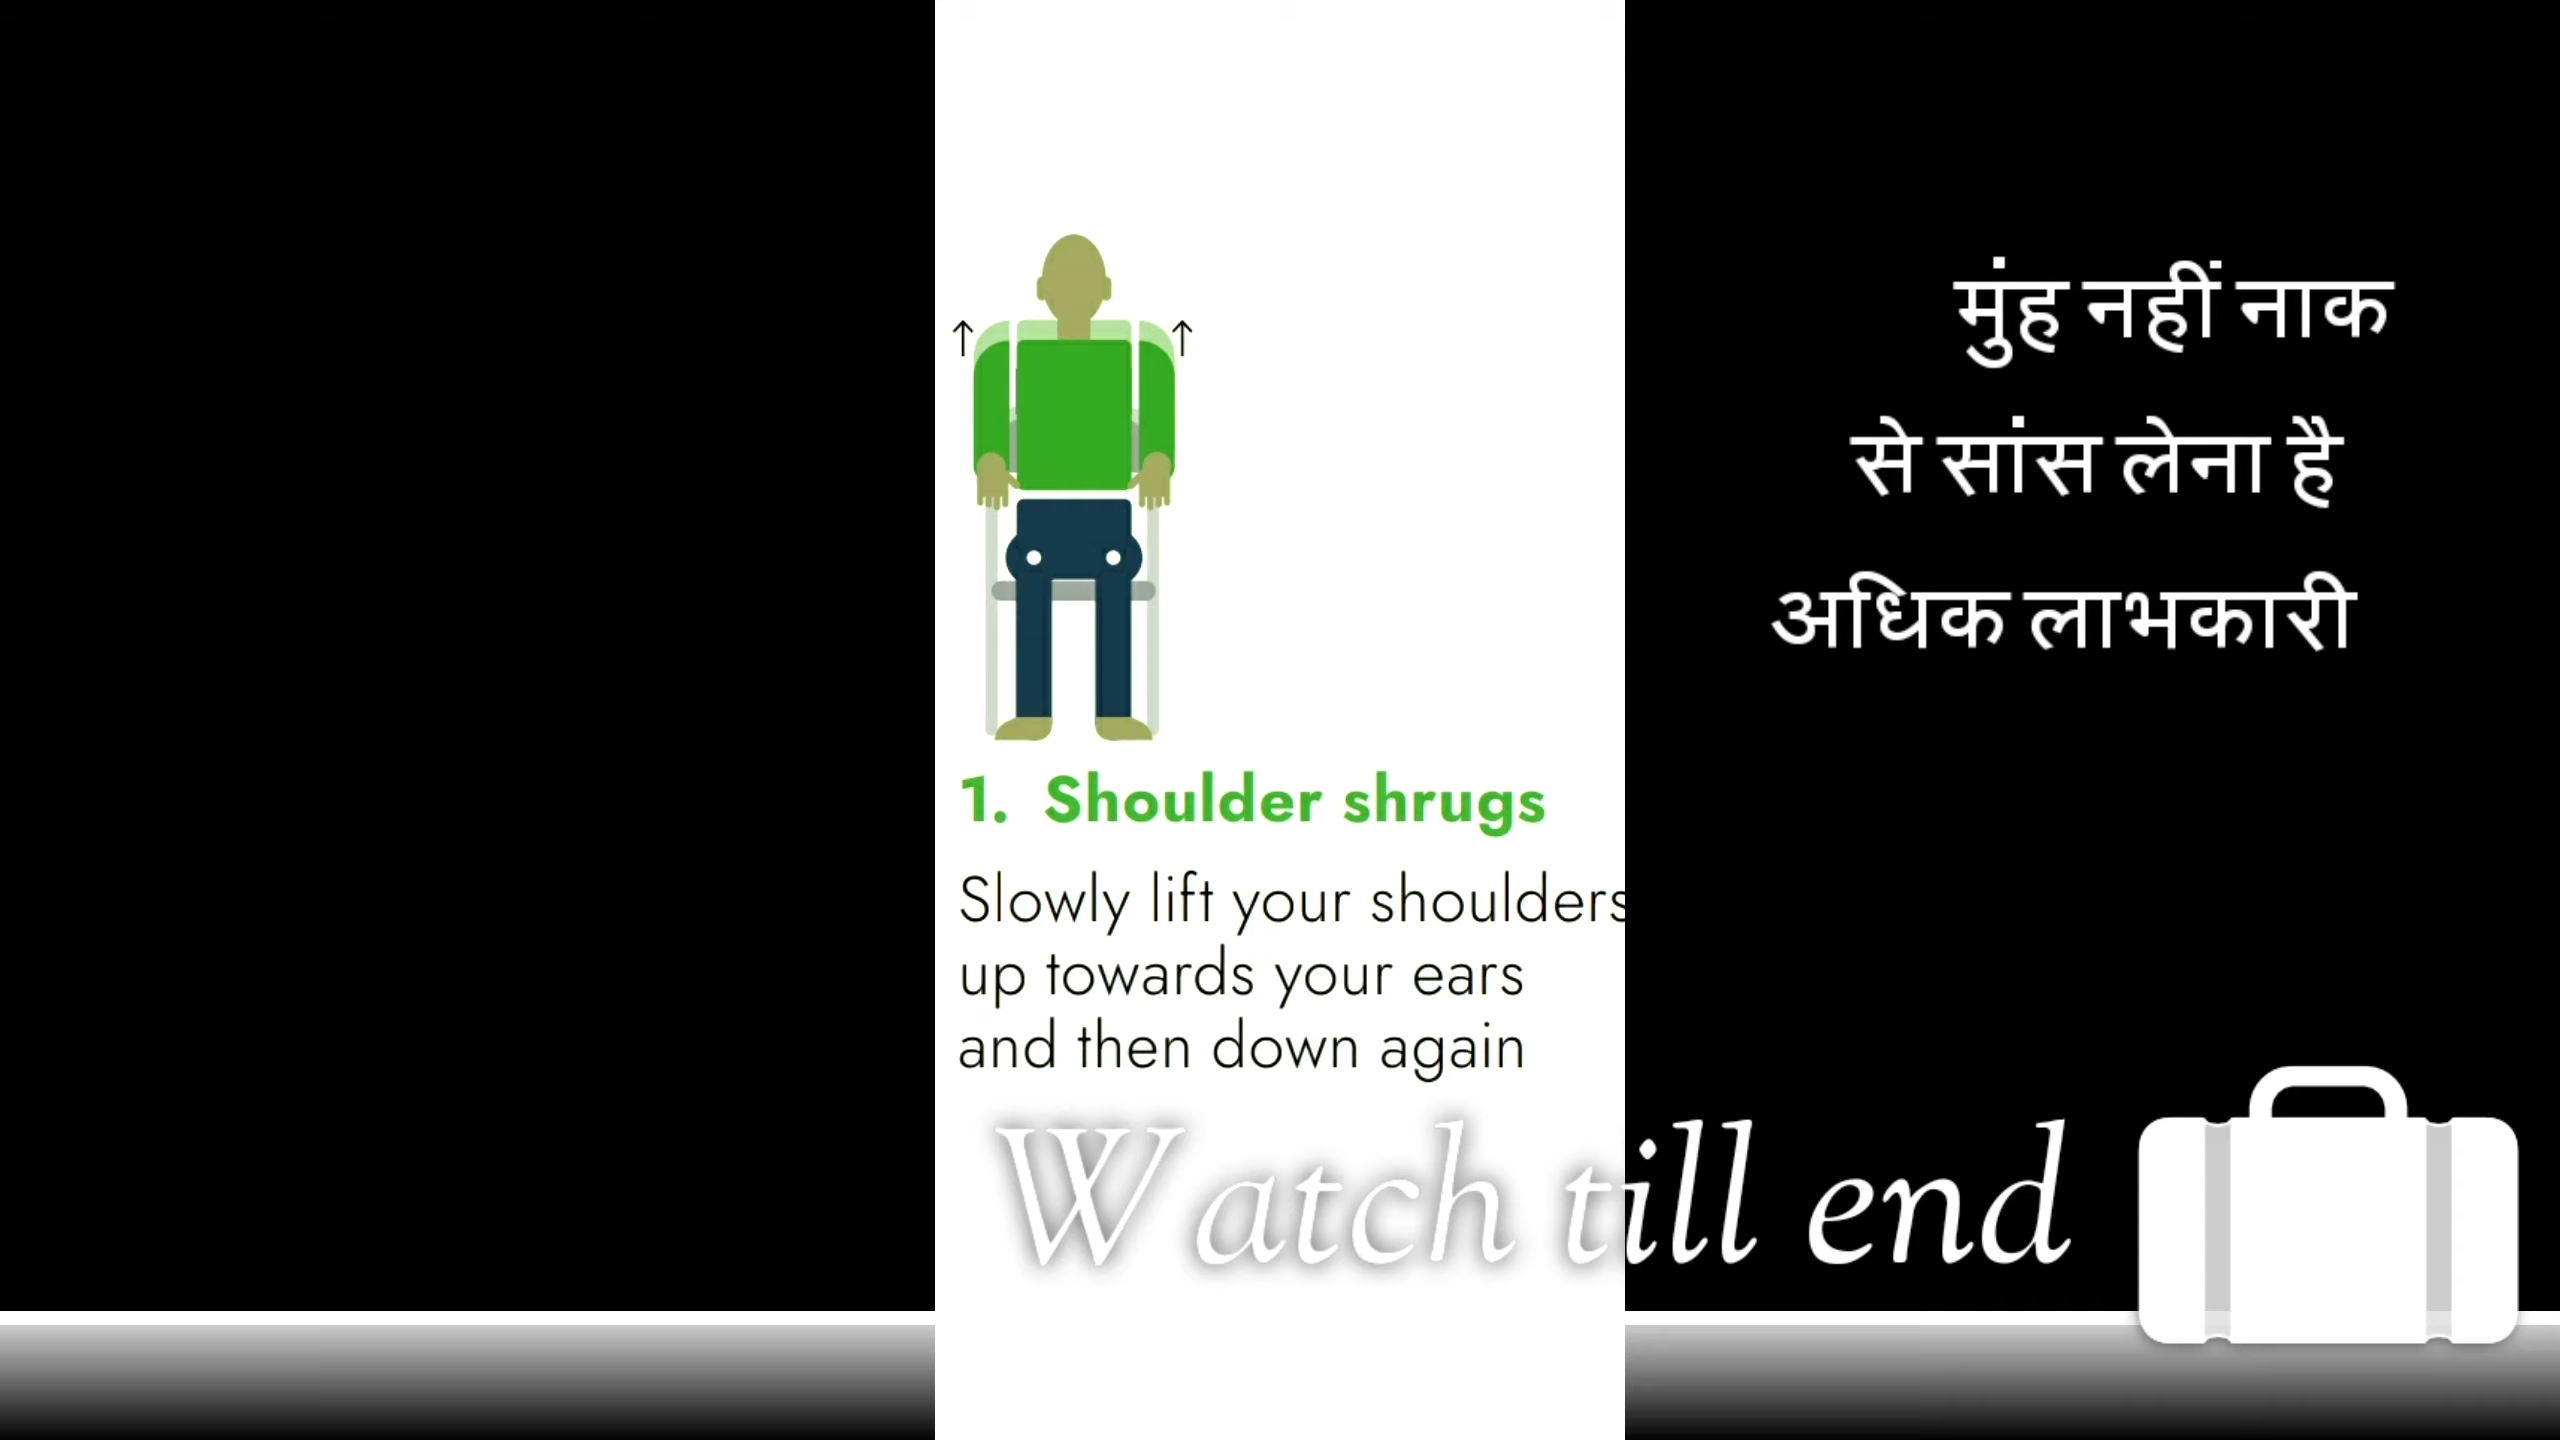 मुंह नहीं नाक
से सांस लेना है
अधिक लाभकारी
1. Shoulder shrugs
Slowly lift your shoulders
up towards your ears
and then down again
Watch till end